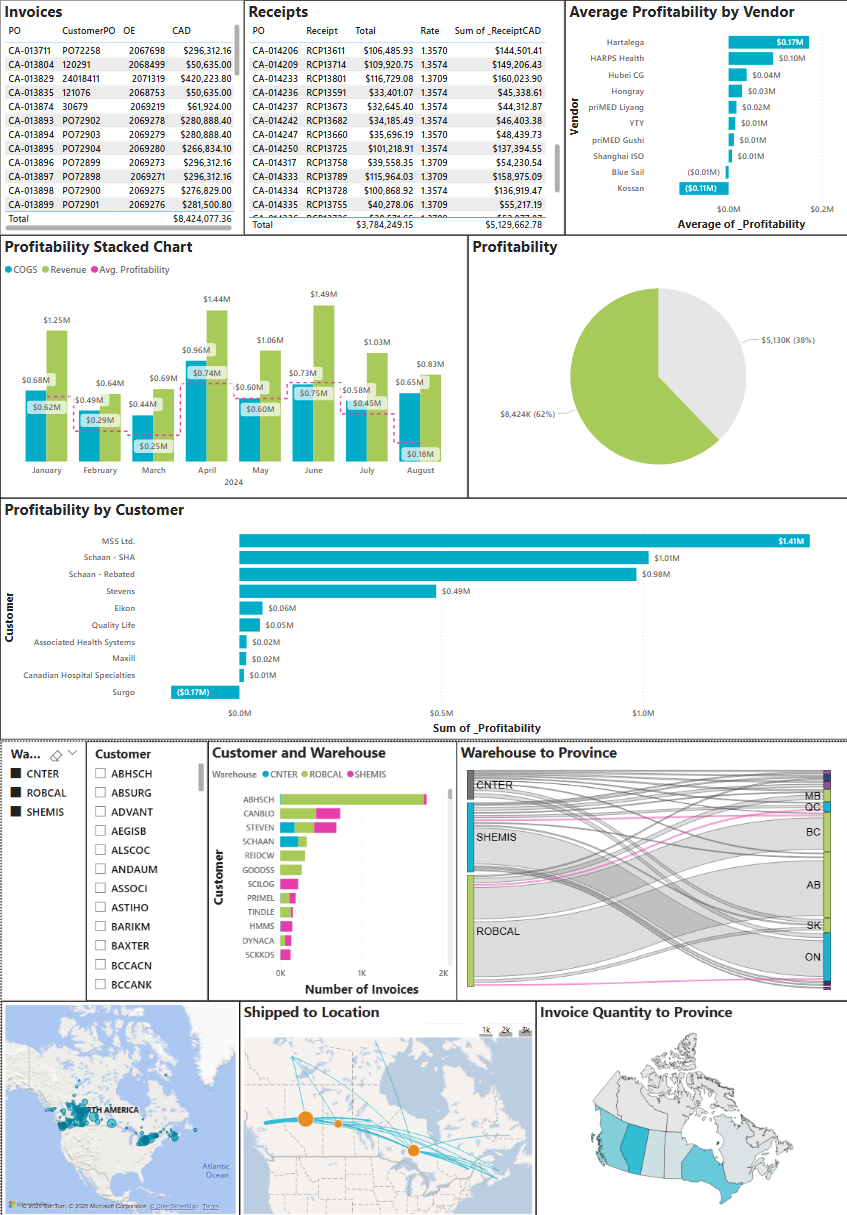 Invoices
PO CustomerPO OE CAD
CA-013711 PO72258 2067698 $296,312.16
CA-013804 120291 2068499 $50,635.00
CA-013829 24018411 2071319 $420,223.80
CA-013835 121076 2068753 $50,635.00
CA-013874 30679 2069219 $61,924.00
CA-013893 PO72902 2069278 $280,888.40
CA-013894 PO72903 2069279 $280,888.40
CA-013895 PO72904 2069280 $266,834.10
CA-013896 PO72899 2069273 $296,312.16
CA-013897 PO72898 2069271 $296,312.16
CA-013898 PO72900 2069275 $276,829.00
CA-013899 PO72901 2069276 $281,500.80
Total $8,424,077.36
Receipts
PO Receipt Total Rate Sum of _ReceiptCAD
CA-014206 RCP13611 $106,485.93 1.3570 $144,501.41
CA-014209 RCP13714 $109,920.75 1.3574 $149,206.43
CA-014233 RCP13801 $116,729.08 1.3709 $160,023.90
CA-014236 RCP13591 $33,401.07 1.3574 $45,338.61
CA-014237 RCP13673 $32,645.40 1.3574 $44,312.87
CA-014242 RCP13682 $34,185.49 1.3574 $46,403.38
CA-014247 RCP13660 $35,696.19 1.3570 $48,439.73
CA-014250 RCP13725 $101,218.91 1.3574 $137,394.55
CA-014317 RCP13758 $39,558.35 1.3709 $54,230.54
CA-014333 RCP13789 $115,964.03 1.3709 $158,975.09
CA-014334 RCP13728 $100,868.92 1.3574 $136,919.47
CA-014335 RCP13755 $40,278.06 1.3709 $55,217.19
Total $3,784,249.15 $5,129,662.78
Average Profitability by Vendor
Vendor
Hartalega $0.17M
HARPS Health $0.10M
Hubei CG $0.04M
Hongray $0.03M
priMED Liyang $0.02M
YTY $0.01M
priMED Gushi $0.01M
Shanghai ISO $0.01M
Blue Sail ($0.01M)
Kossan ($0.11M)
$0.0M $0.2M
Average of _Profitability
Profitability Stacked Chart
COGS Revenue Avg. Profitability
$0.68M $1.25M $0.62M
$0.49M $0.64M $0.29M
$0.44M $0.69M $0.25M
$0.96M $1.44M $0.74M
$0.60M $1.06M $0.60M
$0.73M $1.49M $0.75M
$0.58M $1.03M $0.45M
$0.65M $0.83M $0.18M
January February March April May June July August
2024
Profitability
$5,130K (38%)
$8,424K (62%)
Profitability by Customer
Customer
MSS Ltd. $1.41M
Schaan - SHA $1.01M
Schaan - Rebated $0.98M
Stevens $0.49M
Eikon $0.06M
Quality Life $0.05M
Associated Health Systems $0.02M
Maxill $0.02M
Canadian Hospital Specialties $0.01M
Surgo ($0.17M)
$0.0M $0.5M $1.0M
Sum of _Profitability
Wa...
CNTER
ROBCAL
SHEMIS
Customer
ABHSCH
ABSURG
ADVANT
AEGISB
ALSCOC
ANDAUM
ASSOCI
ASTIHO
BARIKM
BAXTER
BCCACN
BCCANK
Customer and Warehouse
Warehouse CNTER ROBCAL SHEMIS
Customer
ABHSCH
CANBLO
STEVEN
SCHAAN
REIDCW
GOODSS
SCILOG
PRIMEL
TINDLE
HMMS
DYNACA
SCKKDS
0K 1K 2K
Number of Invoices
Warehouse to Province
CNTER
SHEMIS
ROBCAL
MB
QC
BC
AB
SK
ON
RTH AMERICA
Atlantic
Ocean
© 2025 TomTom, © 2025 Microsoft Corporation, © OpenStreetMap Terms
Shipped to Location
1k 2k 3k
Invoice Quantity to Province